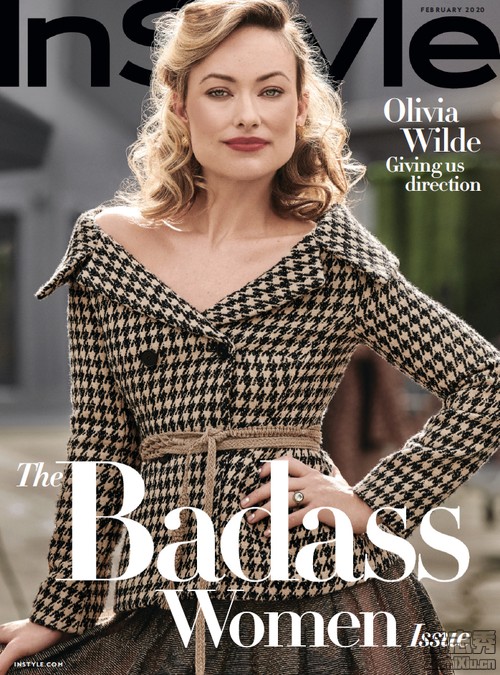 InStyle
FEBRUARY 2020
Olivia
Wilde
Giving us
direction
The
Badass
Women Issue
INSTYLE.COM